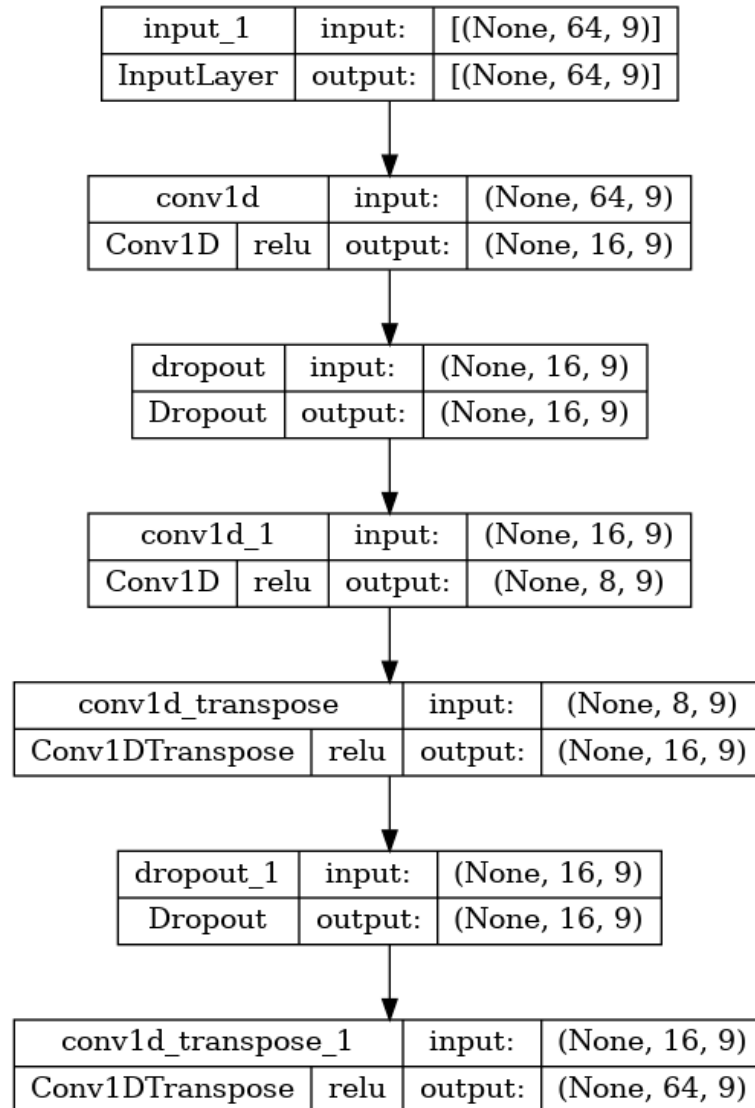 input_1 input: [(None, 64, 9)]
InputLayer output: [(None, 64, 9)]
conv1d input: (None, 64, 9)
Conv1D relu output: (None, 16, 9)
dropout input: (None, 16, 9)
Dropout output: (None, 16, 9)
conv1d_1 input: (None, 16, 9)
Conv1D relu output: (None, 8, 9)
conv1d_transpose input: (None, 8, 9)
Conv1DTranspose relu output: (None, 16, 9)
dropout_1 input: (None, 16, 9)
Dropout output: (None, 16, 9)
conv1d_transpose_1 input: (None, 16, 9)
Conv1DTranspose relu output: (None, 64, 9)